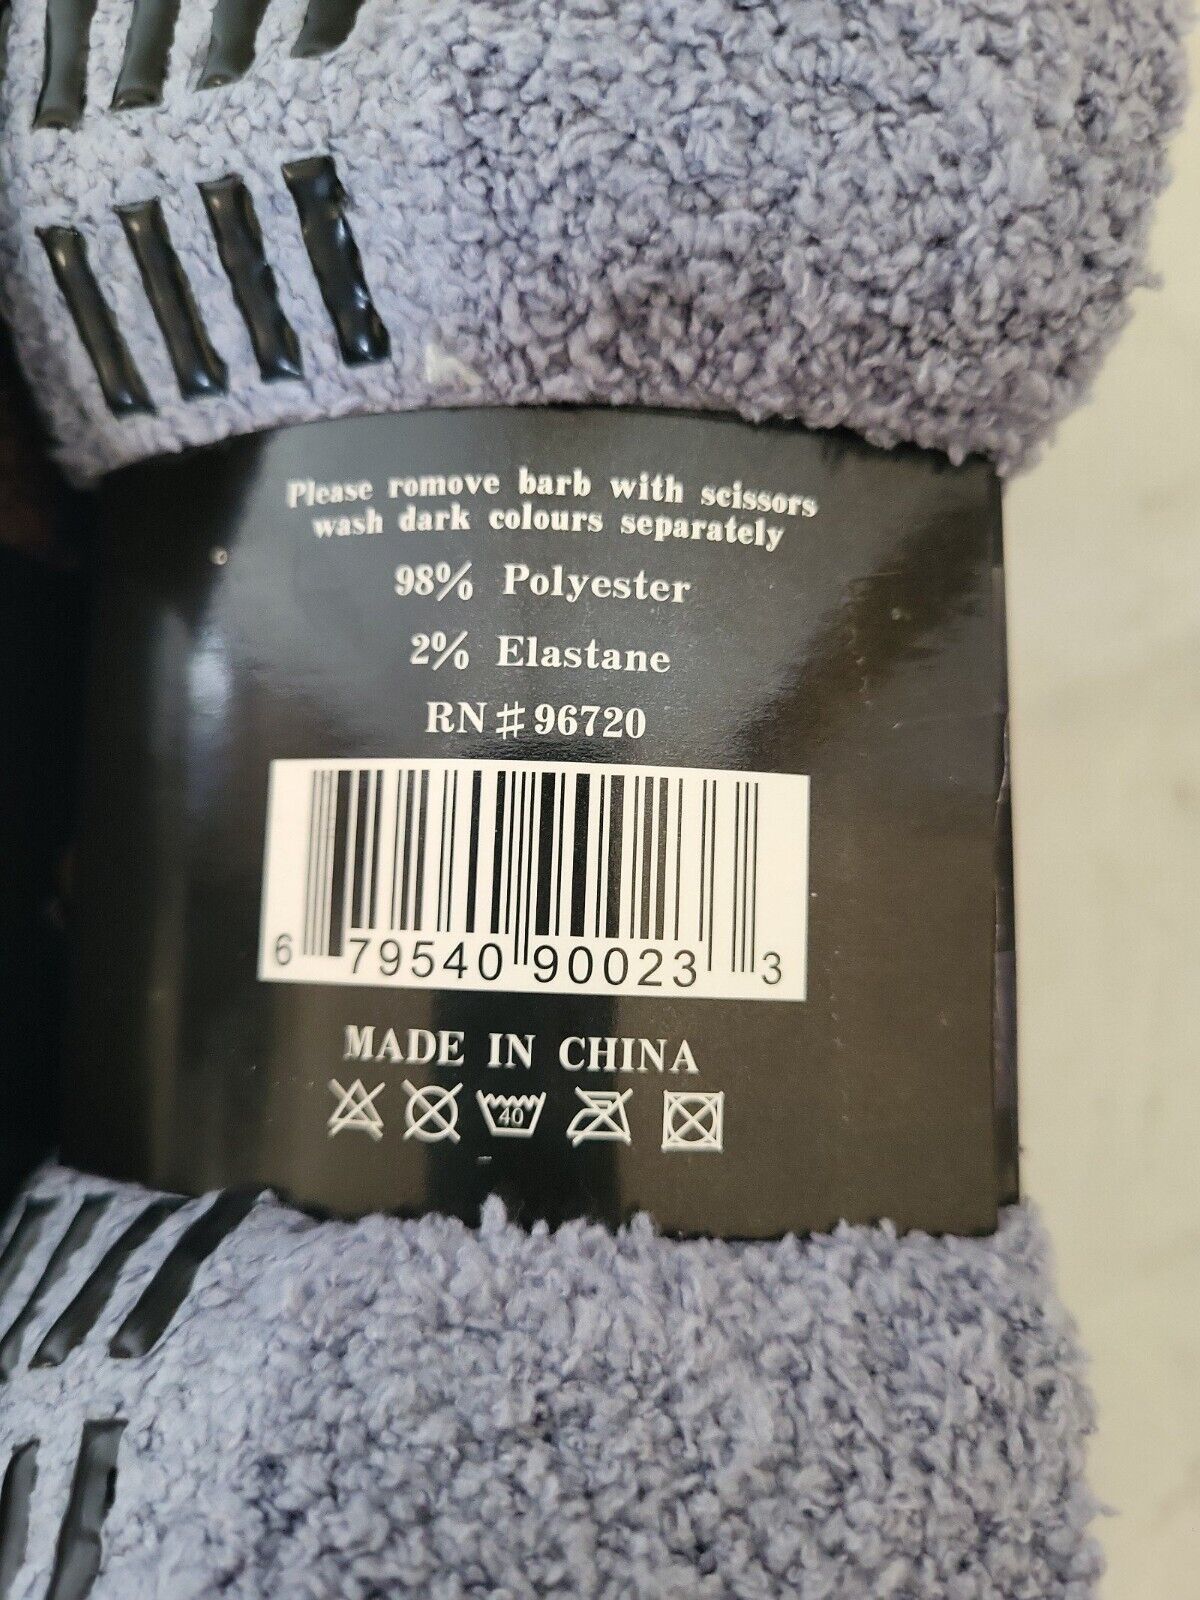 Please romove barb with scissors
wash dark colours separately
98% Polyester
2% Elastane
RN#96720
6 79540 90023 3
MADE IN CHINA
40